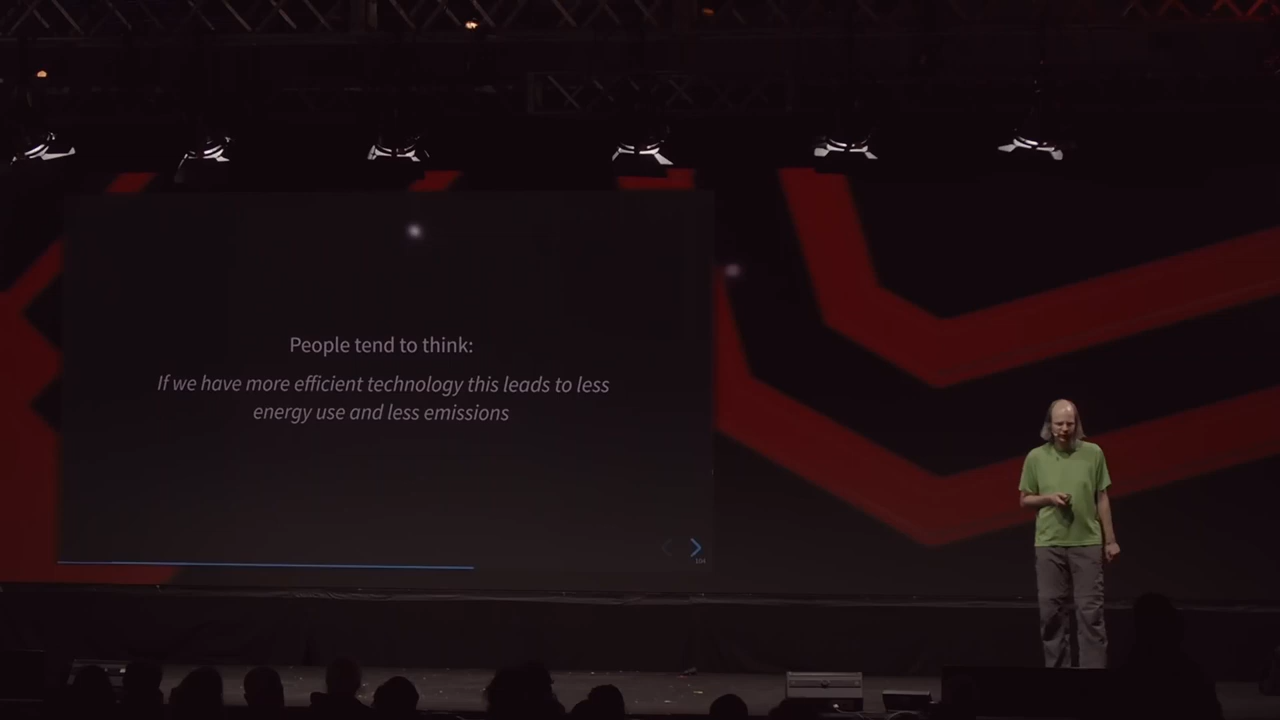 People tend to think:
If we have more efficient technology this leads to less
energy use and less emissions
104